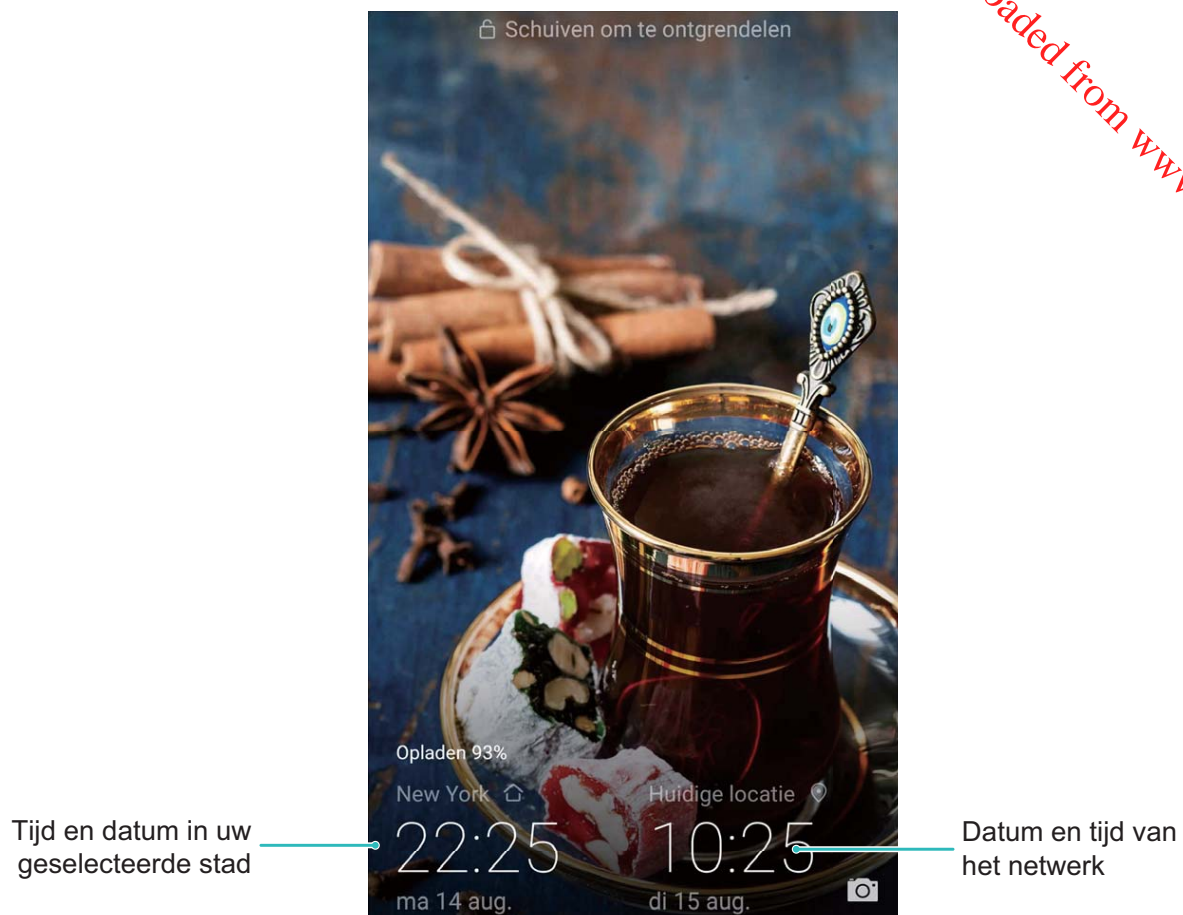 Schuiven om te ontgrendelen
oaded from www
Opladen 93%
New York
Huidige locatie
22:25
10:25
ma 14 aug.
di 15 aug.
Tijd en datum in uw
geselecteerde stad
Datum en tijd van
het netwerk